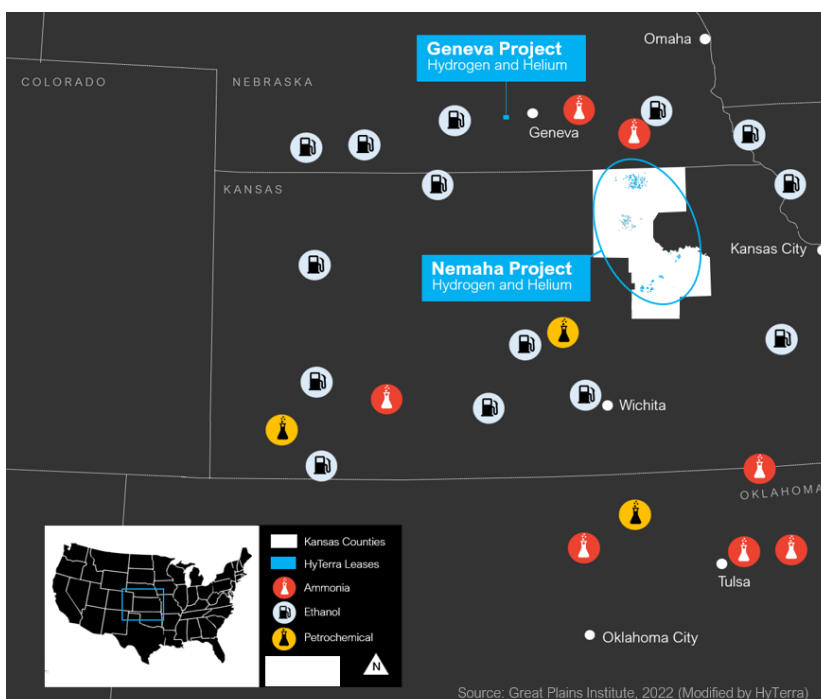 Geneva Project
Hydrogen and Helium
Omaha
COLORADO
NEBRASKA
Geneva
KANSAS
Kansas City
Nemaha Project
Hydrogen and Helium
Wichita
OKLAHOMA
Tulsa
Oklahoma City
Kansas Counties
HyTerra Leases
Ammonia
Ethanol
Petrochemical
N
Source: Great Plains Institute, 2022 (Modified by HyTerra)